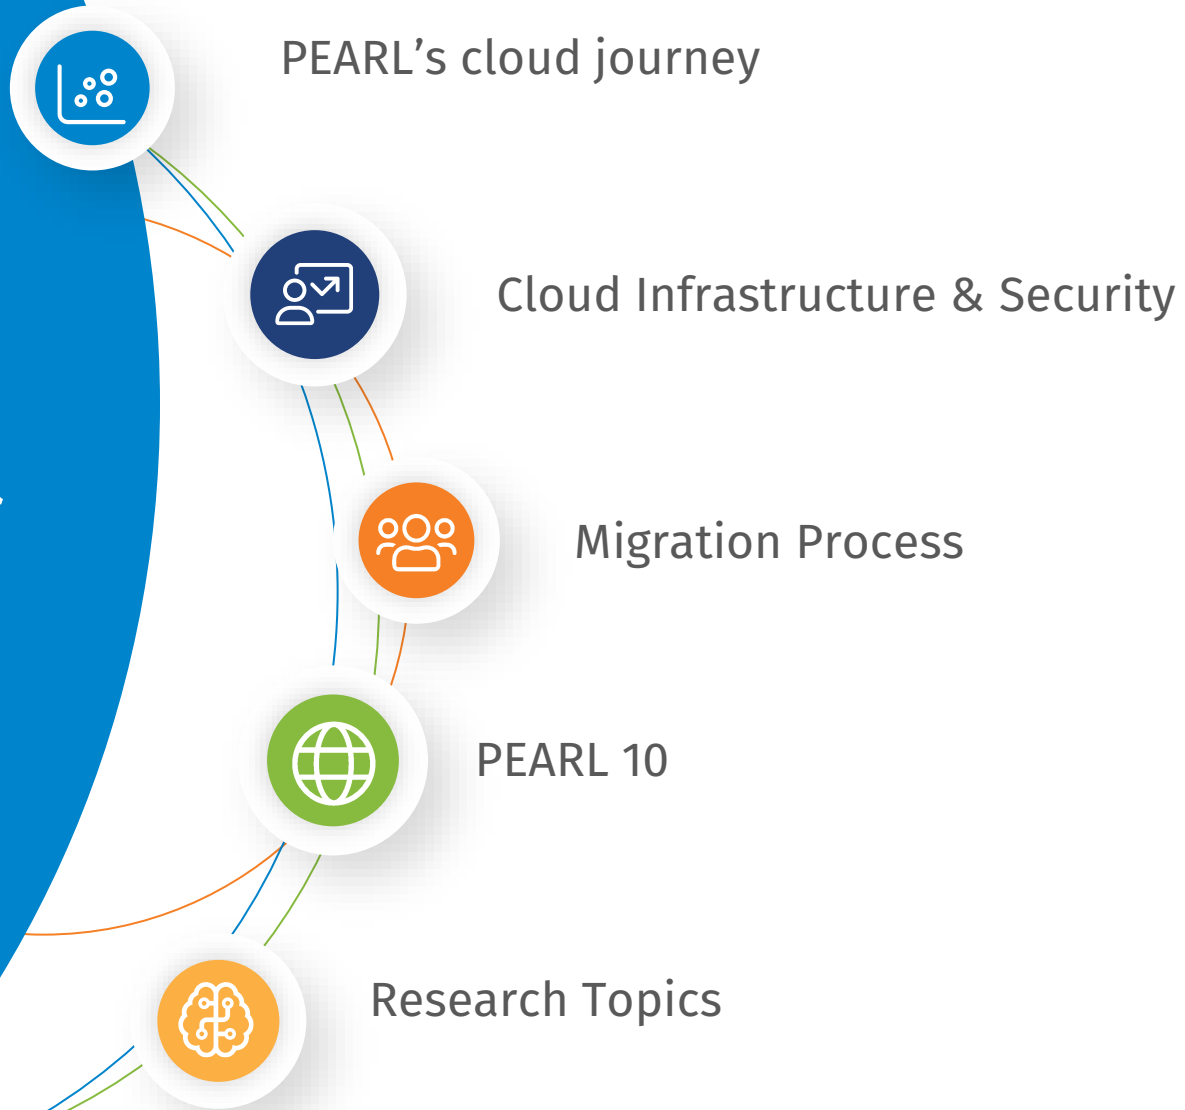 PEARL’s cloud journey
Cloud Infrastructure & Security
Migration Process
PEARL 10
Research Topics